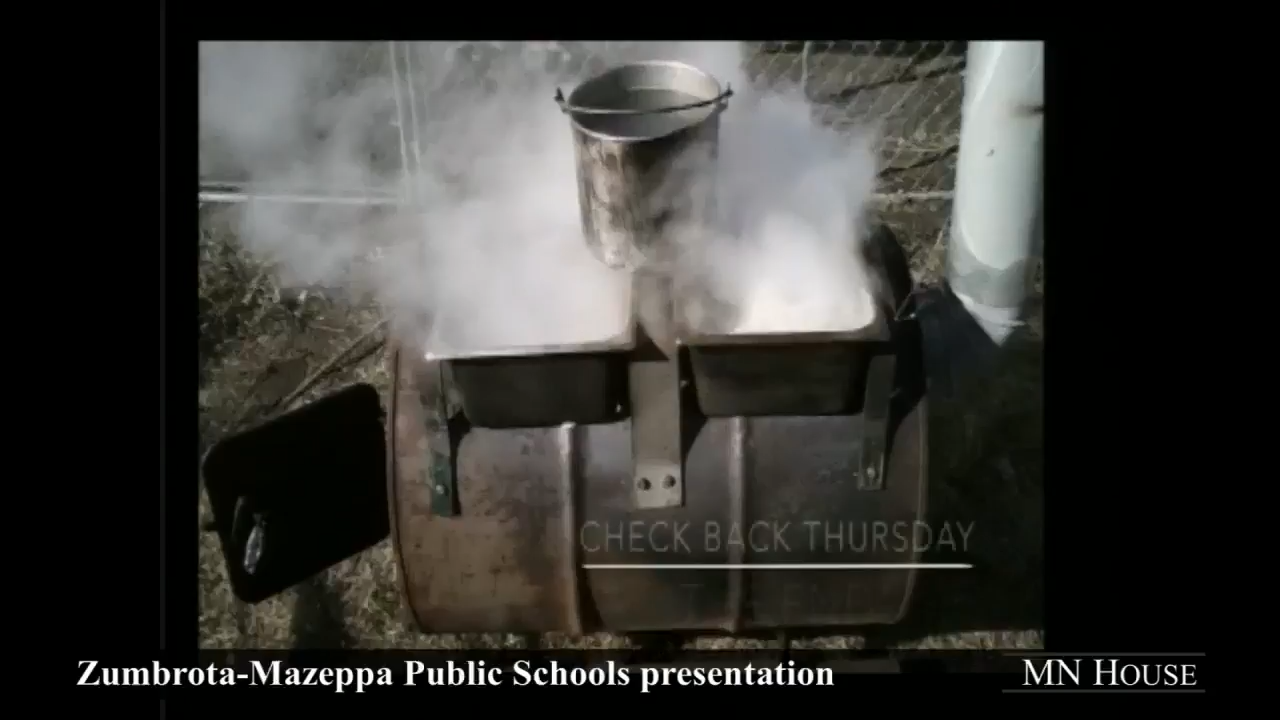 CHECK BACK THURSDAY
Zumbrota-Mazeppa Public Schools presentation
MN HOUSE